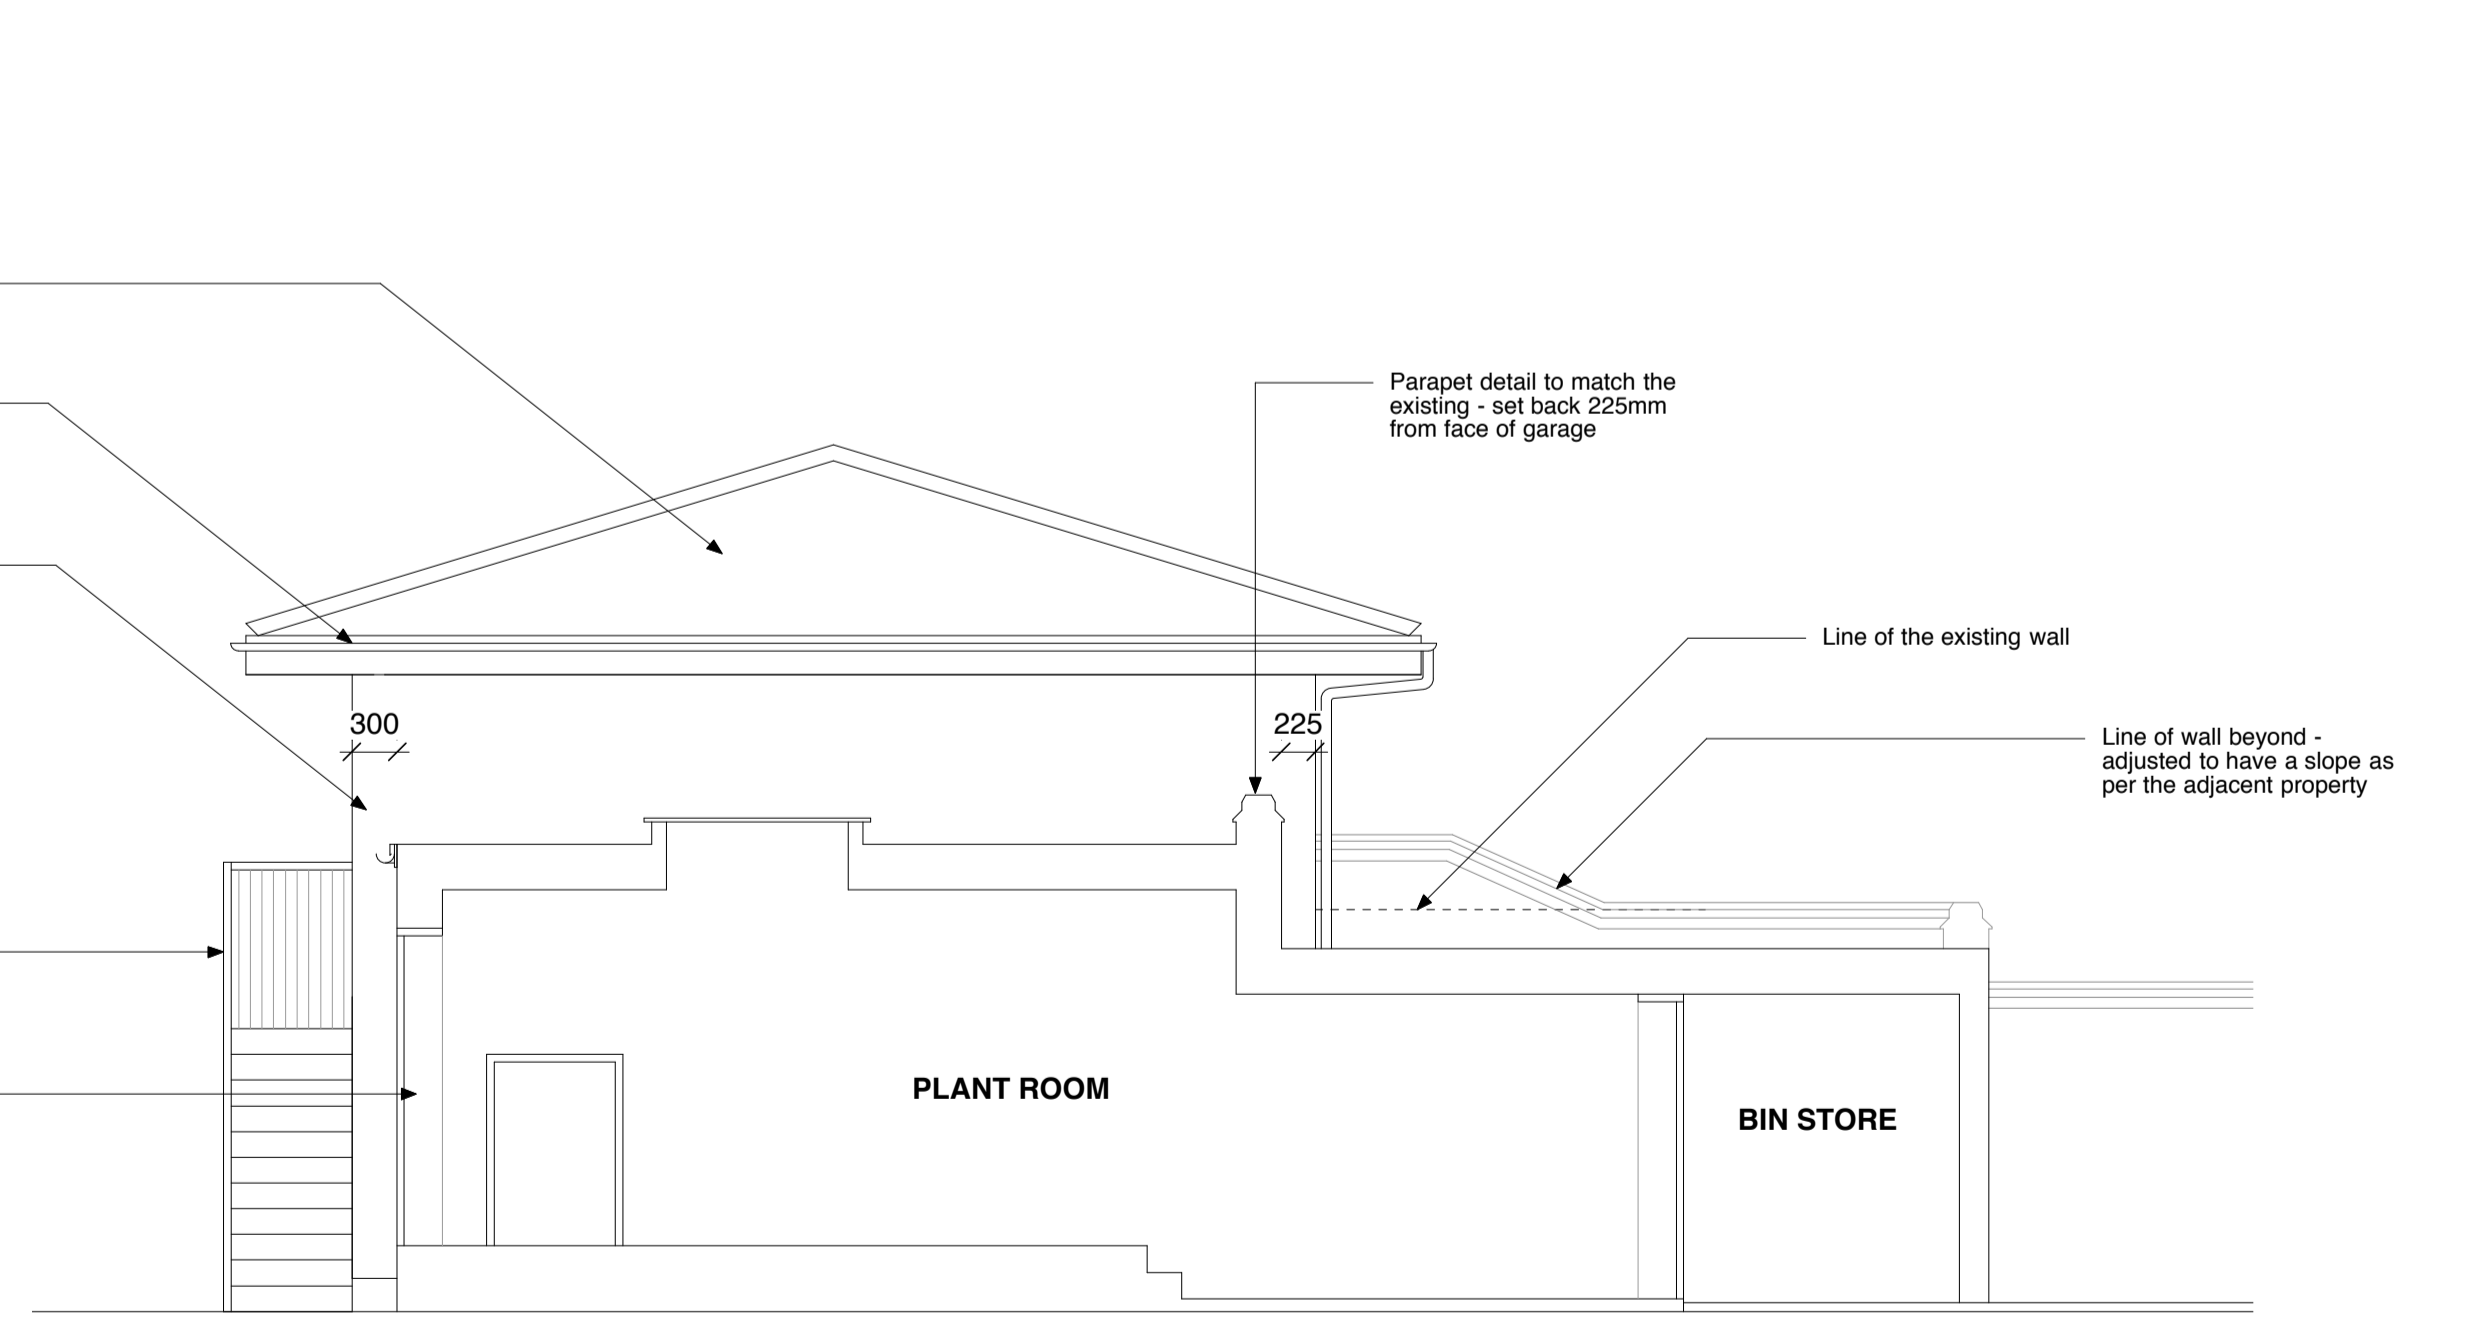 Parapet detail to match the
existing - set back 225mm
from face of garage
Line of the existing wall
300
225
Line of wall beyond -
adjusted to have a slope as
per the adjacent property
PLANT ROOM
BIN STORE